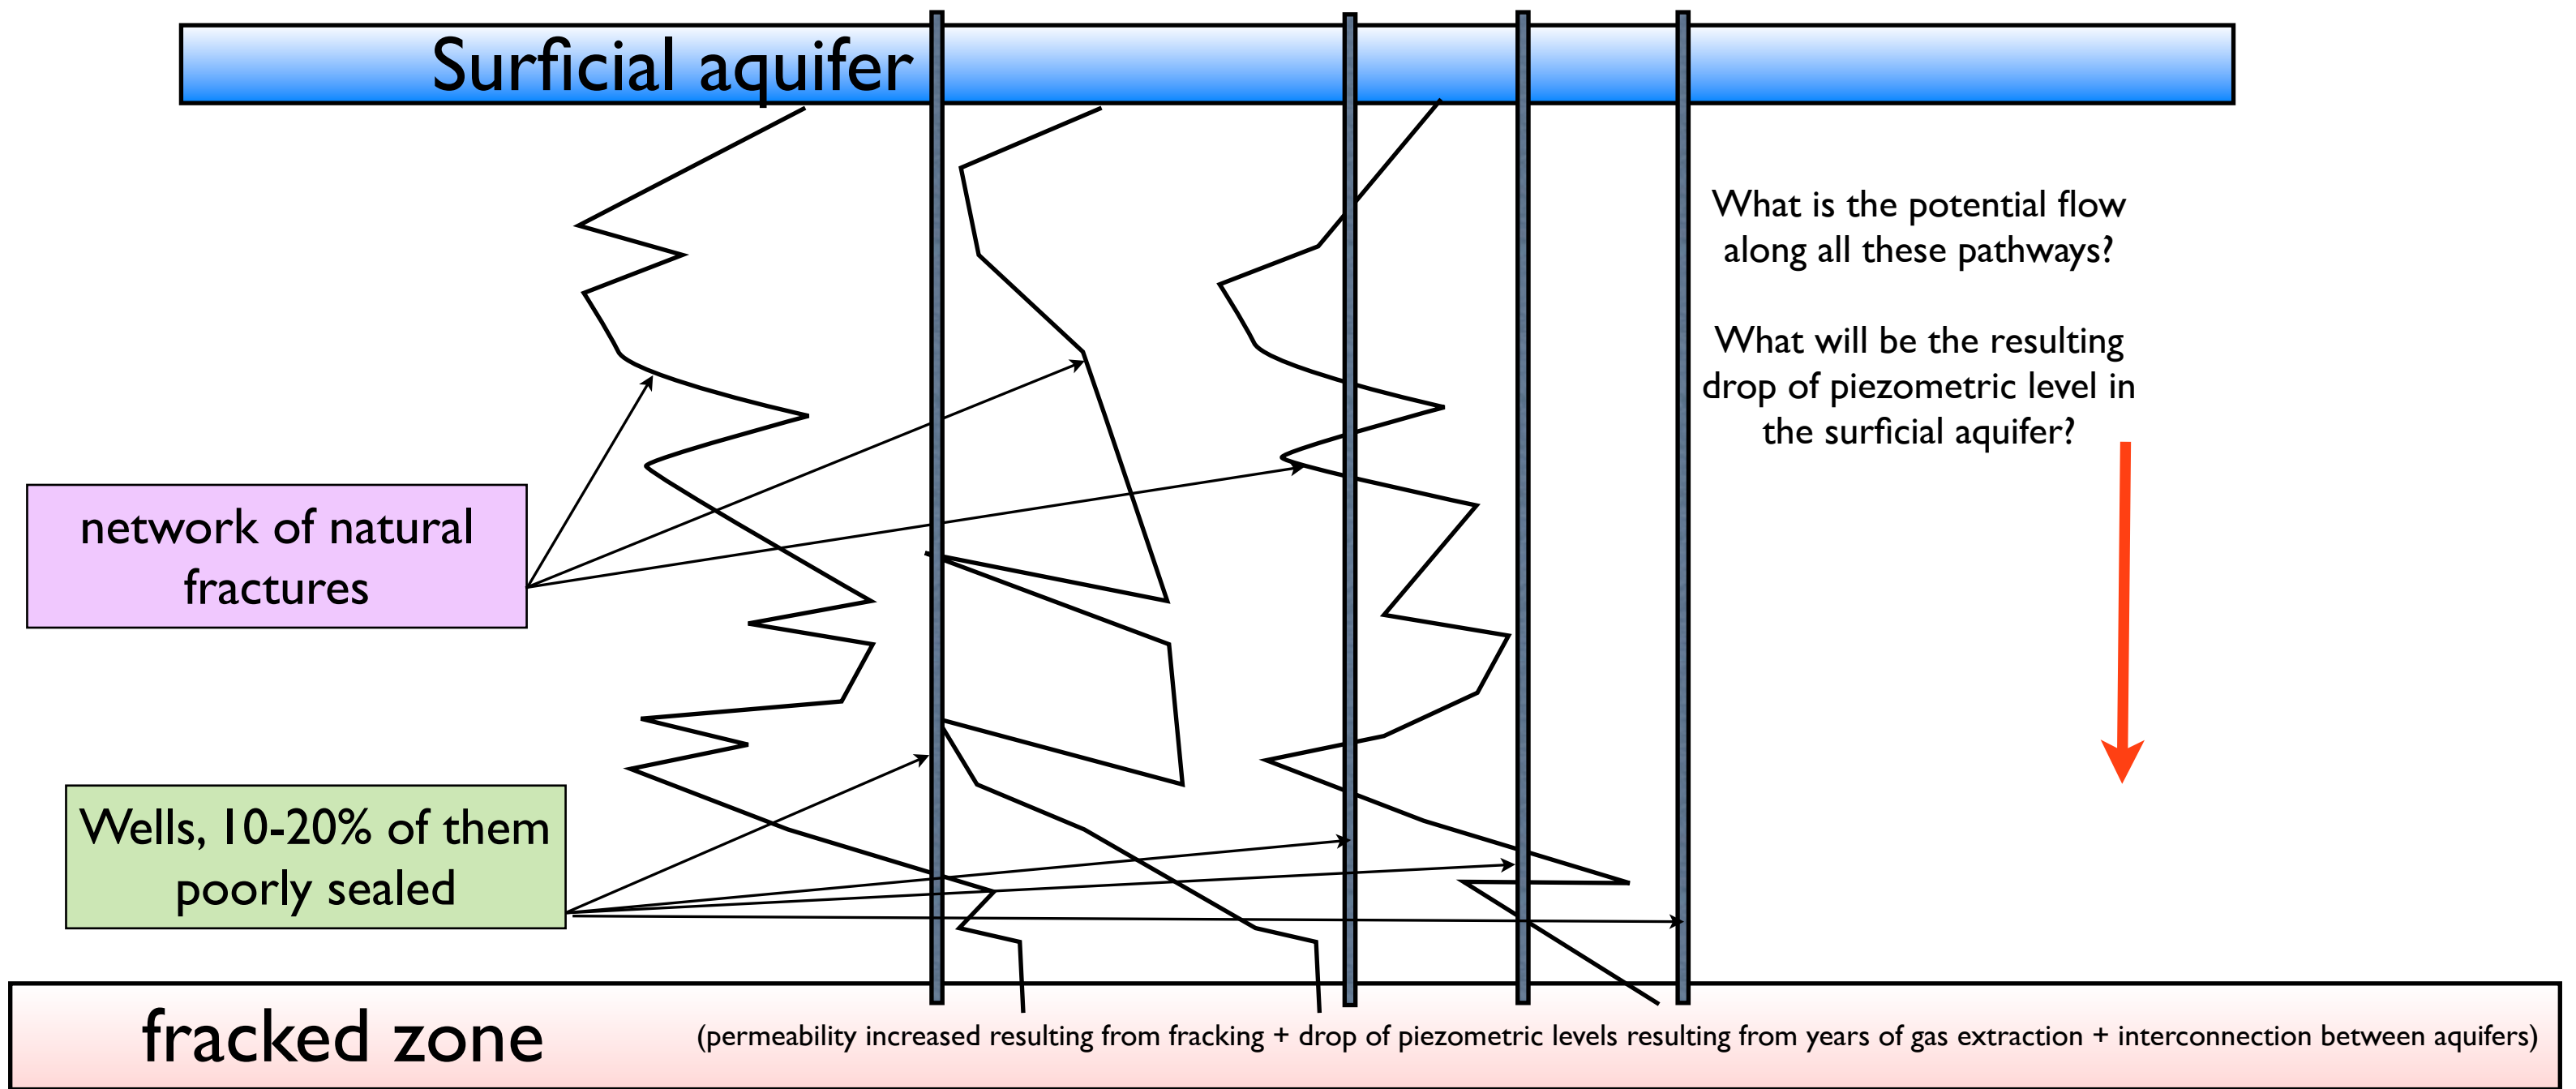 Surficial aquifer
What is the potential flow
along all these pathways?
What will be the resulting
drop of piezometric level in
the surficial aquifer?
network of natural
fractures
Wells, 10-20% of them
poorly sealed
fracked zone
(permeability increased resulting from fracking + drop of piezometric levels resulting from years of gas extraction + interconnection between aquifers)